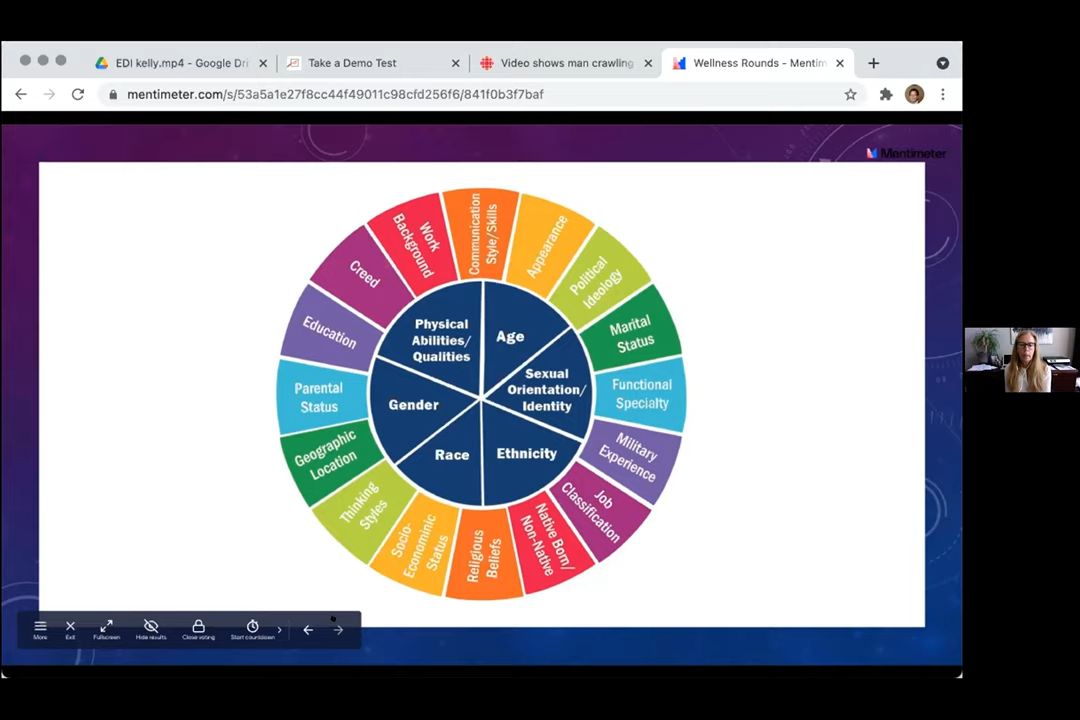 EDI kelly.mp4 - Google Dri
Take a Demo Test
Video shows man crawling
Wellness Rounds - Mentim
mentimeter.com/s/53a5a1e27f8cc44f49011c98cfd256f6/841f0b3f7baf
Mentimeter
Communication
Style/Skills
Appearance
Political
Ideology
Marital
Status
Functional
Specialty
Military
Experience
Job
Classification
Native Born/
Non-Native
Religious
Beliefs
Socio-
Econominic
Status
Thinking
Styles
Geographic
Location
Parental
Status
Education
Creed
Work
Background
Physical
Abilities/
Qualities
Age
Sexual
Orientation/
Identity
Ethnicity
Race
Gender
More
Exit
Fullscreen
Hide results
Close voting
Start countdown